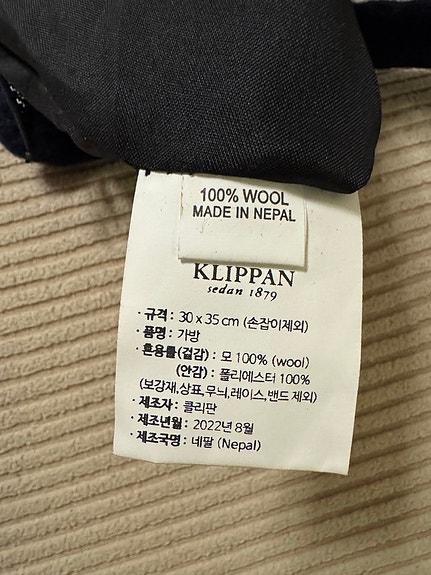 100% WOOL
MADE IN NEPAL
KLIPPAN
sedan 1879
· 규격 : 30 x 35 cm (손잡이제외)
· 품명 : 가방
· 혼용률(겉감) : 모 100% (wool)
(안감) : 폴리에스터 100%
(보강재,상표,무늬,레이스,밴드 제외)
· 제조자 : 클리판
· 제조년월 : 2022년 8월
· 제조국명 : 네팔 (Nepal)